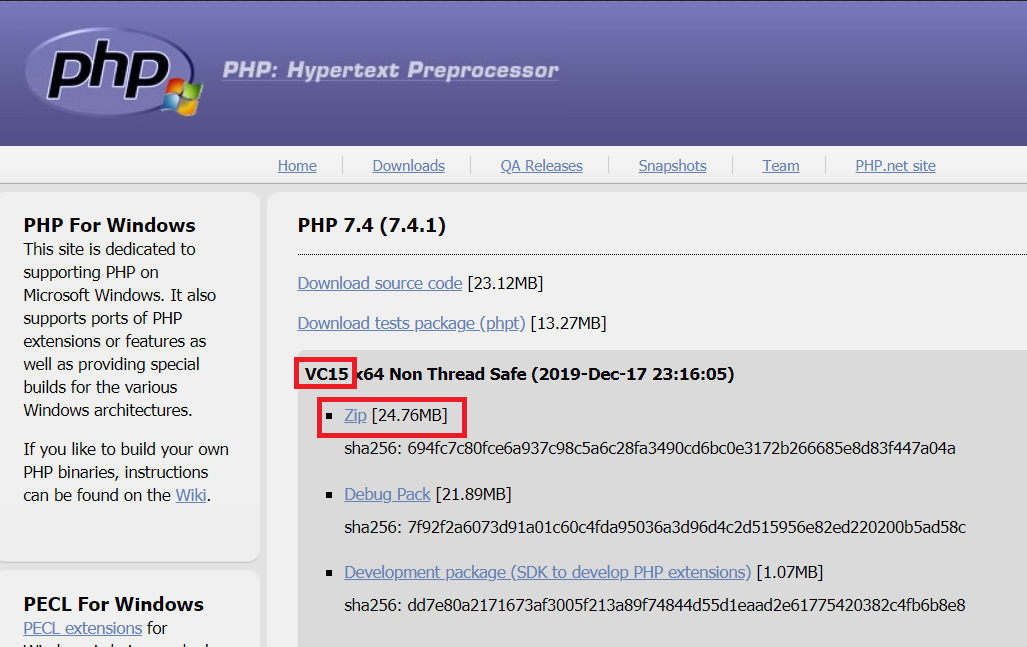 php
PHP: Hypertext Preprocessor
Home
Downloads
QA Releases
Snapshots
Team
PHP.net site
PHP For Windows
This site is dedicated to
supporting PHP on
Microsoft Windows. It also
supports ports of PHP
extensions or features as
well as providing special
builds for the various
Windows architectures.
If you like to build your own
PHP binaries, instructions
can be found on the Wiki.
PECL For Windows
PECL extensions for
PHP 7.4 (7.4.1)
Download source code [23.12MB]
Download tests package (phpt) [13.27MB]
VC15 x64 Non Thread Safe (2019-Dec-17 23:16:05)
Zip [24.76MB]
sha256: 694fc7c80fce6a937c98c5a6c28fa3490cd6bc0e3172b266685e8d83f447a04a
Debug Pack [21.89MB]
sha256: 7f92f2a6073d91a01c60c4fda95036a3d96d4c2d515956e82ed220200b5ad58c
Development package (SDK to develop PHP extensions) [1.07MB]
sha256: dd7e80a2171673af3005f213a89f74844d55d1eaad2e61775420382c4fb6b8e8